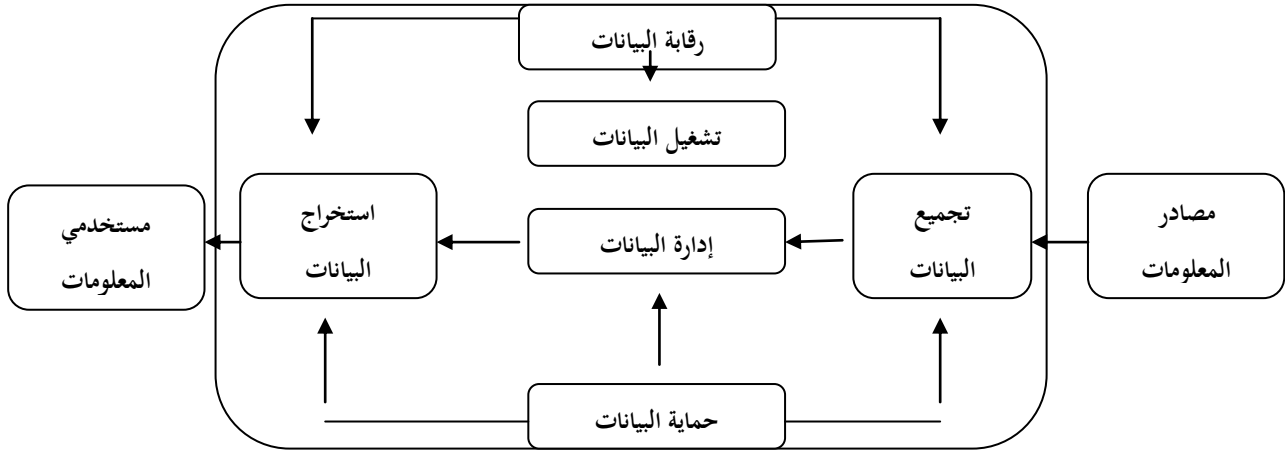 رقابة البيانات
تشغيل البيانات
مصادر
المعلومات
تجميع
البيانات
إدارة البيانات
استخراج
البيانات
مستخدمي
المعلومات
حماية البيانات